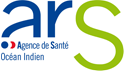 ars
Agence de Santé
Océan Indien